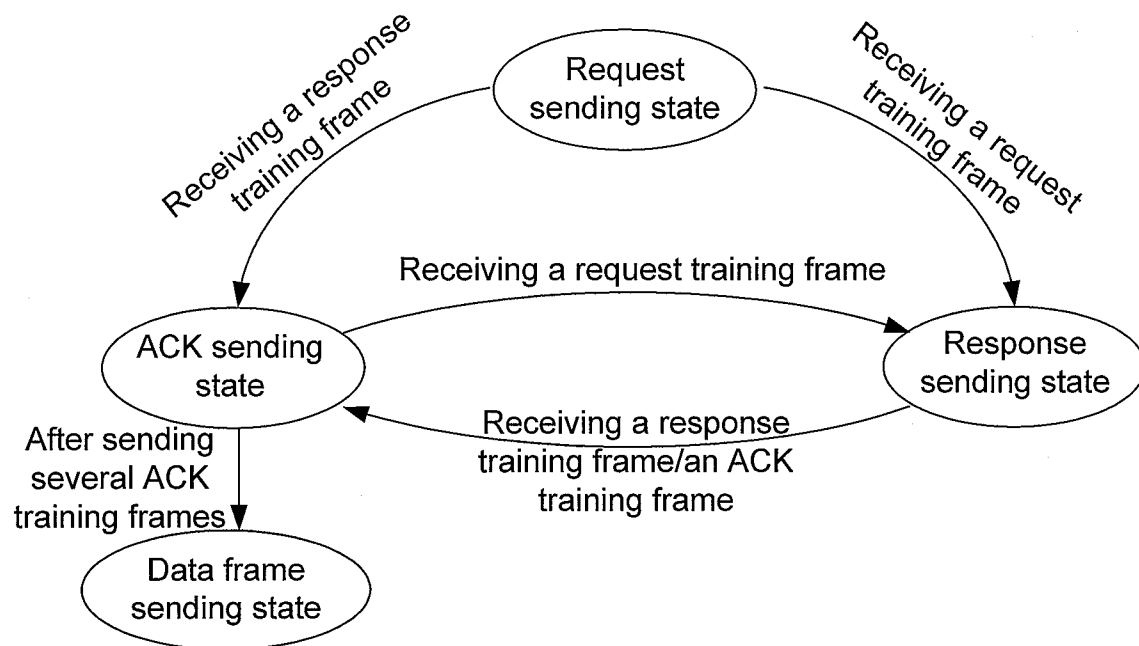 Receiving a response
training frame
Request
sending state
Receiving a request
training frame
Receiving a request training frame
ACK sending
state
Response
sending state
Receiving a response
training frame/an ACK
training frame
After sending
several ACK
training frames
Data frame
sending state